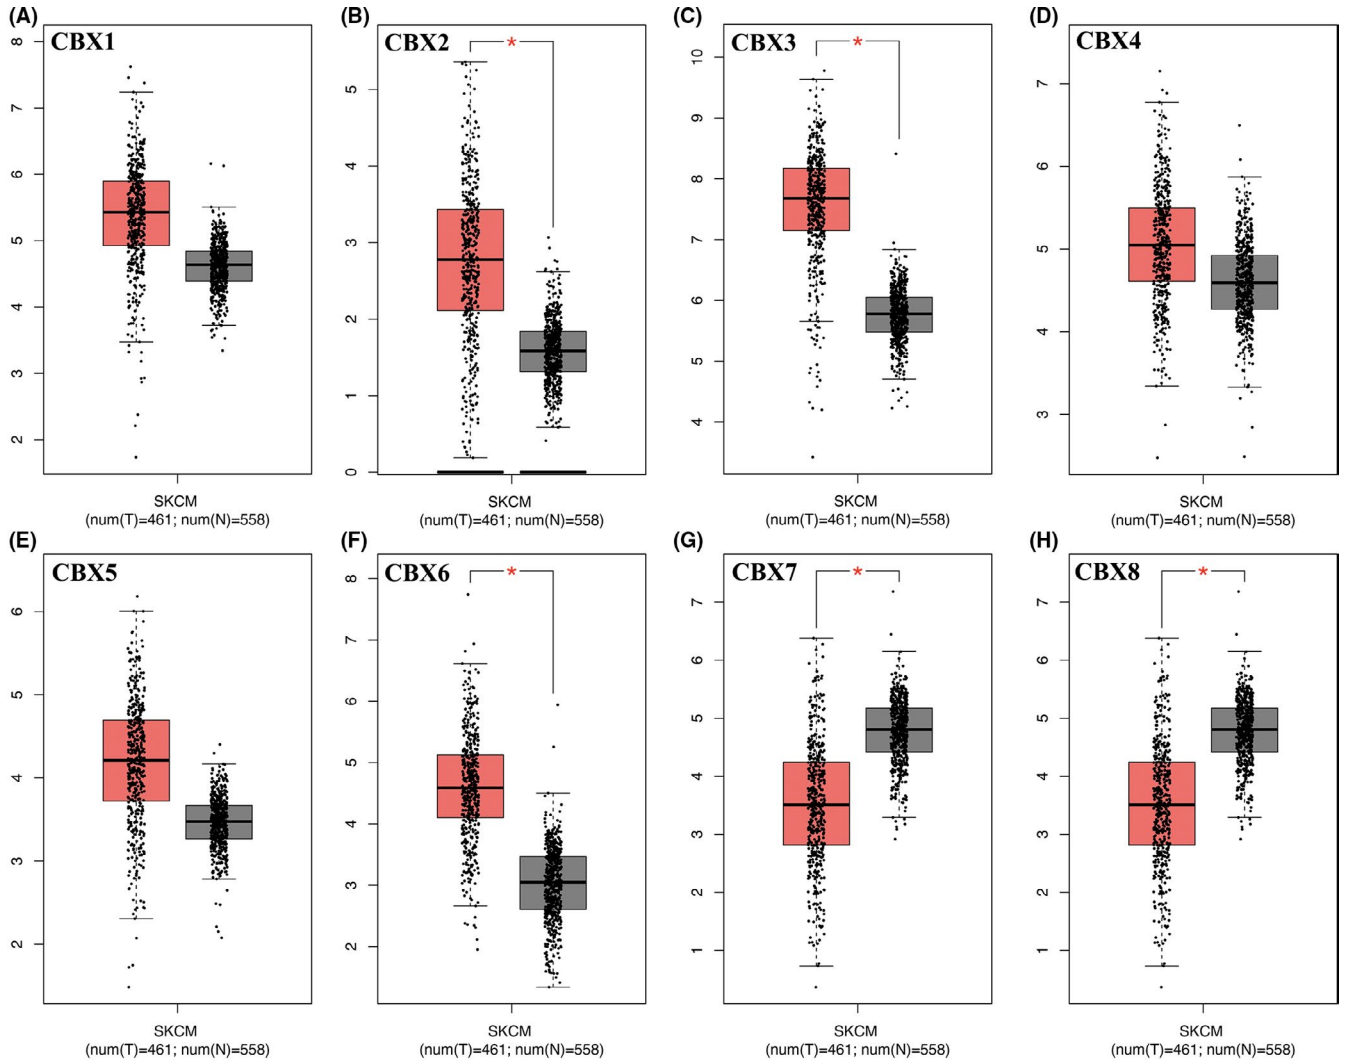 (A)
CBX1
8
7
6
5
4
3
2
SKCM
(num(T)=461; num(N)=558)
(B)
CBX2
*
5
4
3
2
1
0
SKCM
(num(T)=461; num(N)=558)
(C)
CBX3
*
10
9
8
7
6
5
4
SKCM
(num(T)=461; num(N)=558)
(D)
CBX4
7
6
5
4
3
SKCM
(num(T)=461; num(N)=558)
(E)
CBX5
6
5
4
3
2
SKCM
(num(T)=461; num(N)=558)
(F)
CBX6
*
8
7
6
5
4
3
2
SKCM
(num(T)=461; num(N)=558)
(G)
CBX7
*
7
6
5
4
3
2
1
SKCM
(num(T)=461; num(N)=558)
(H)
CBX8
*
7
6
5
4
3
2
1
SKCM
(num(T)=461; num(N)=558)